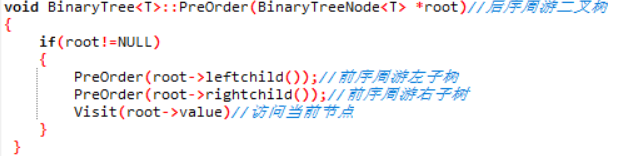 void BinaryTree<T>::PreOrder(BinaryTreeNode<T> *root)//后序周游二叉树
{
if(root!=NULL)
{
PreOrder(root->leftchild());//前序周游左子树
PreOrder(root->rightchild());//前序周游右子树
Visit(root->value)//访问当前节点
}
}